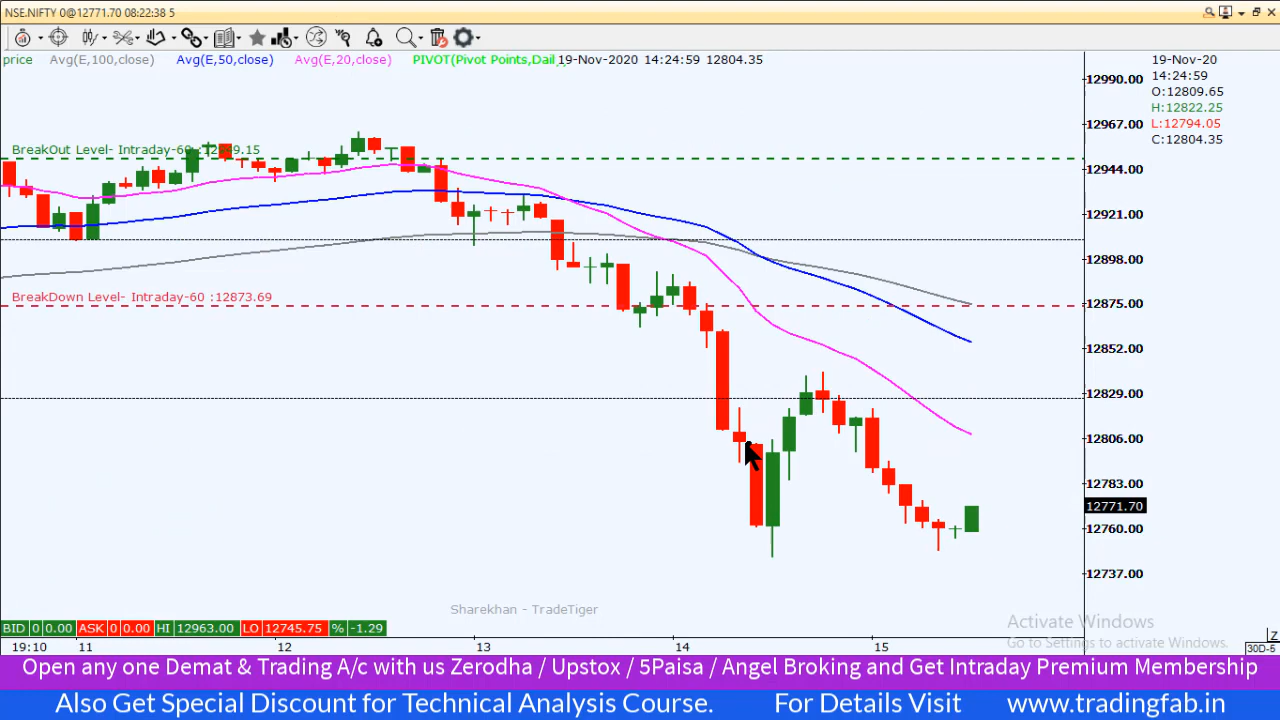 NSE.NIFTY 0@12771.70 08:22:38 5
price Avg(E,100,close) Avg(E,50,close) Avg(E,20,close) PIVOT(Pivot Points,Dail 19-Nov-2020 14:24:59 12804.35
19-Nov-20
14:24:59
O:12809.65
H:12822.25
L:12794.05
C:12804.35
12990.00
12967.00
12944.00
12921.00
12898.00
12875.00
12852.00
12829.00
12806.00
12783.00
12771.70
12760.00
12737.00
BreakOut Level- Intraday-60 .15
BreakDown Level- Intraday-60 :12873.69
Sharekhan - TradeTiger
Activate Windows
Go to Settings to activate Windows.
BID 0 0.00 ASK 0 0.00 HI 12963.00 LO 12745.75 % -1.29
19:10 11 12 13 14 15
Z
30D-5
Open any one Demat & Trading A/c with us Zerodha / Upstox / 5Paisa / Angel Broking and Get Intraday Premium Membership
Also Get Special Discount for Technical Analysis Course. For Details Visit www.tradingfab.in